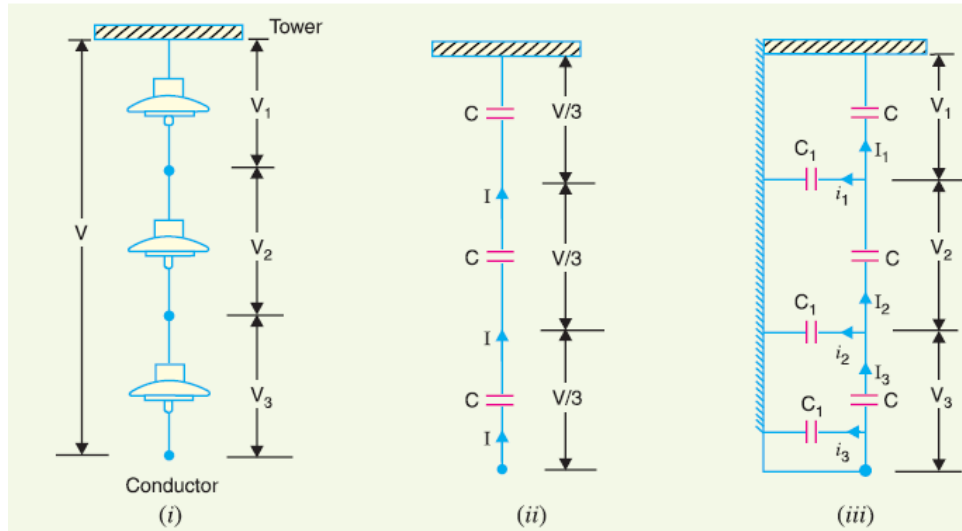 Tower
V
V₁
V₂
V₃
Conductor
(i)
C
V/3
I
C
V/3
I
C
V/3
I
(ii)
C
V₁
C₁
I₁
i₁
C
V₂
C₁
I₂
i₂
I₃
C₁
C
V₃
i₃
(iii)